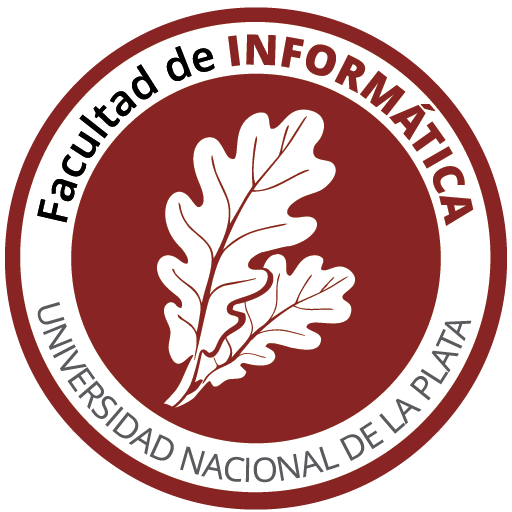 Facultad de INFORMÁTICA
UNIVERSIDAD NACIONAL DE LA PLATA